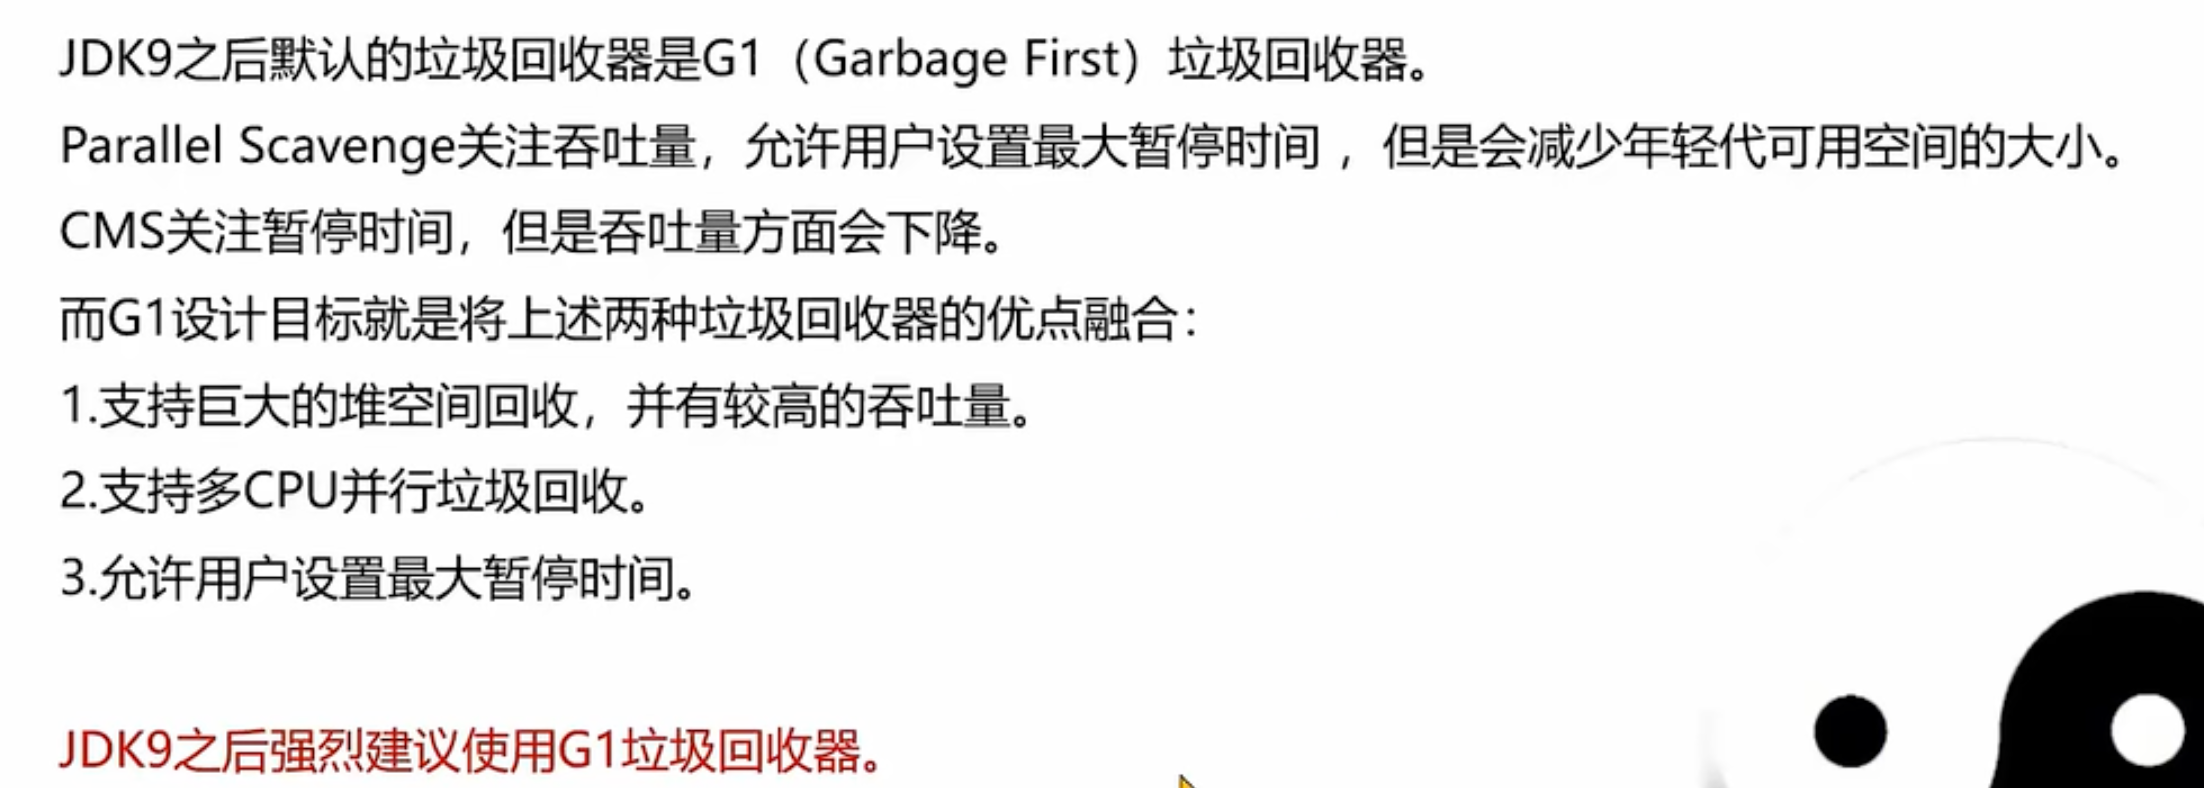 JDK9之后默认的垃圾回收器是G1（Garbage First）垃圾回收器。
Parallel Scavenge关注吞吐量，允许用户设置最大暂停时间 ，但是会减少年轻代可用空间的大小。
CMS关注暂停时间，但是吞吐量方面会下降。
而G1设计目标就是将上述两种垃圾回收器的优点融合：
1.支持巨大的堆空间回收，并有较高的吞吐量。
2.支持多CPU并行垃圾回收。
3.允许用户设置最大暂停时间。
JDK9之后强烈建议使用G1垃圾回收器。